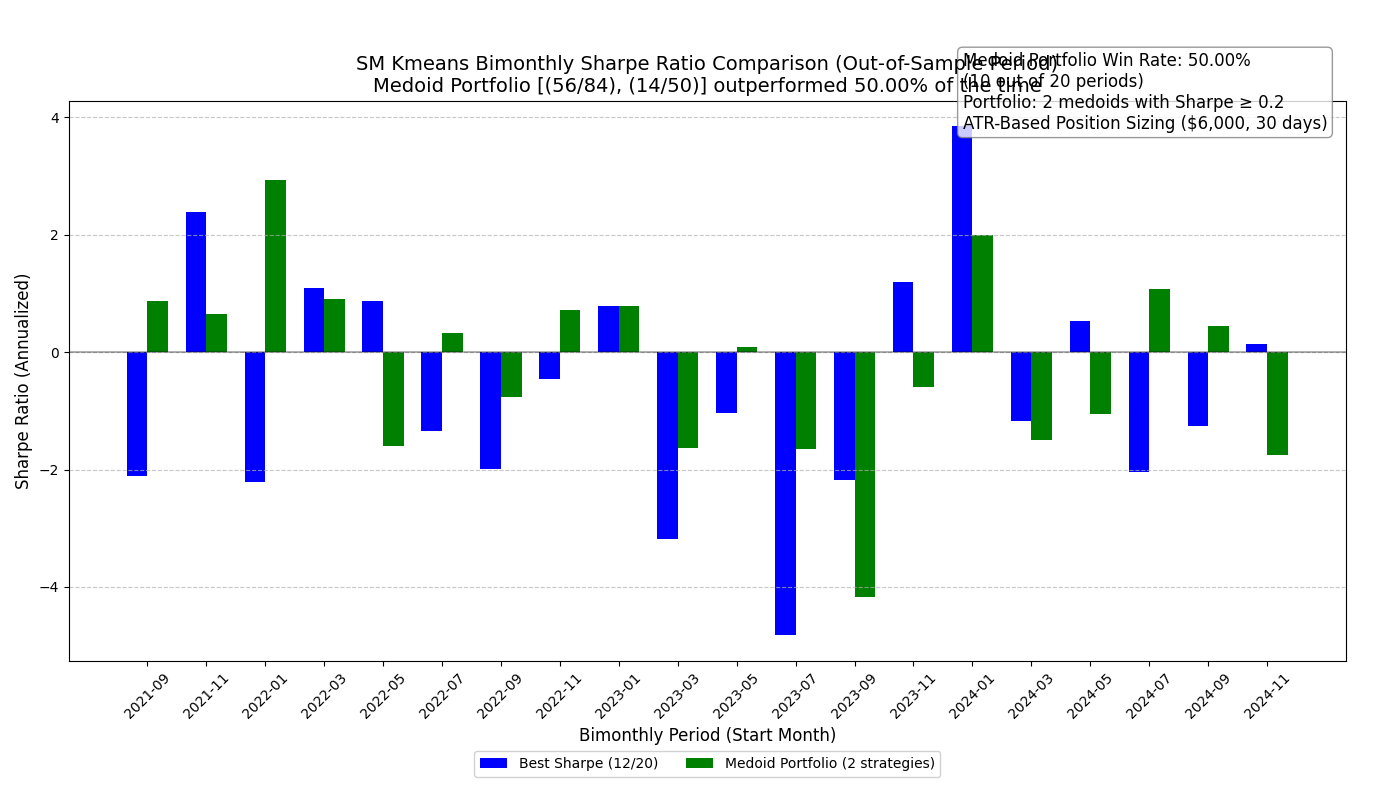 SM Kmeans Bimonthly Sharpe Ratio Comparison (Out-of-Sample Period)
Medoid Portfolio [(56/84), (14/50)] outperformed 50.00% of the time
Medoid Portfolio Win Rate: 50.00%
(10 out of 20 periods)
Portfolio: 2 medoids with Sharpe ≥ 0.2
ATR-Based Position Sizing ($6,000, 30 days)
Sharpe Ratio (Annualized)
4
2
0
−2
−4
2021-09
2021-11
2022-01
2022-03
2022-05
2022-07
2022-09
2022-11
2023-01
2023-03
2023-05
2023-07
2023-09
2023-11
2024-01
2024-03
2024-05
2024-07
2024-09
2024-11
Bimonthly Period (Start Month)
Best Sharpe (12/20)
Medoid Portfolio (2 strategies)